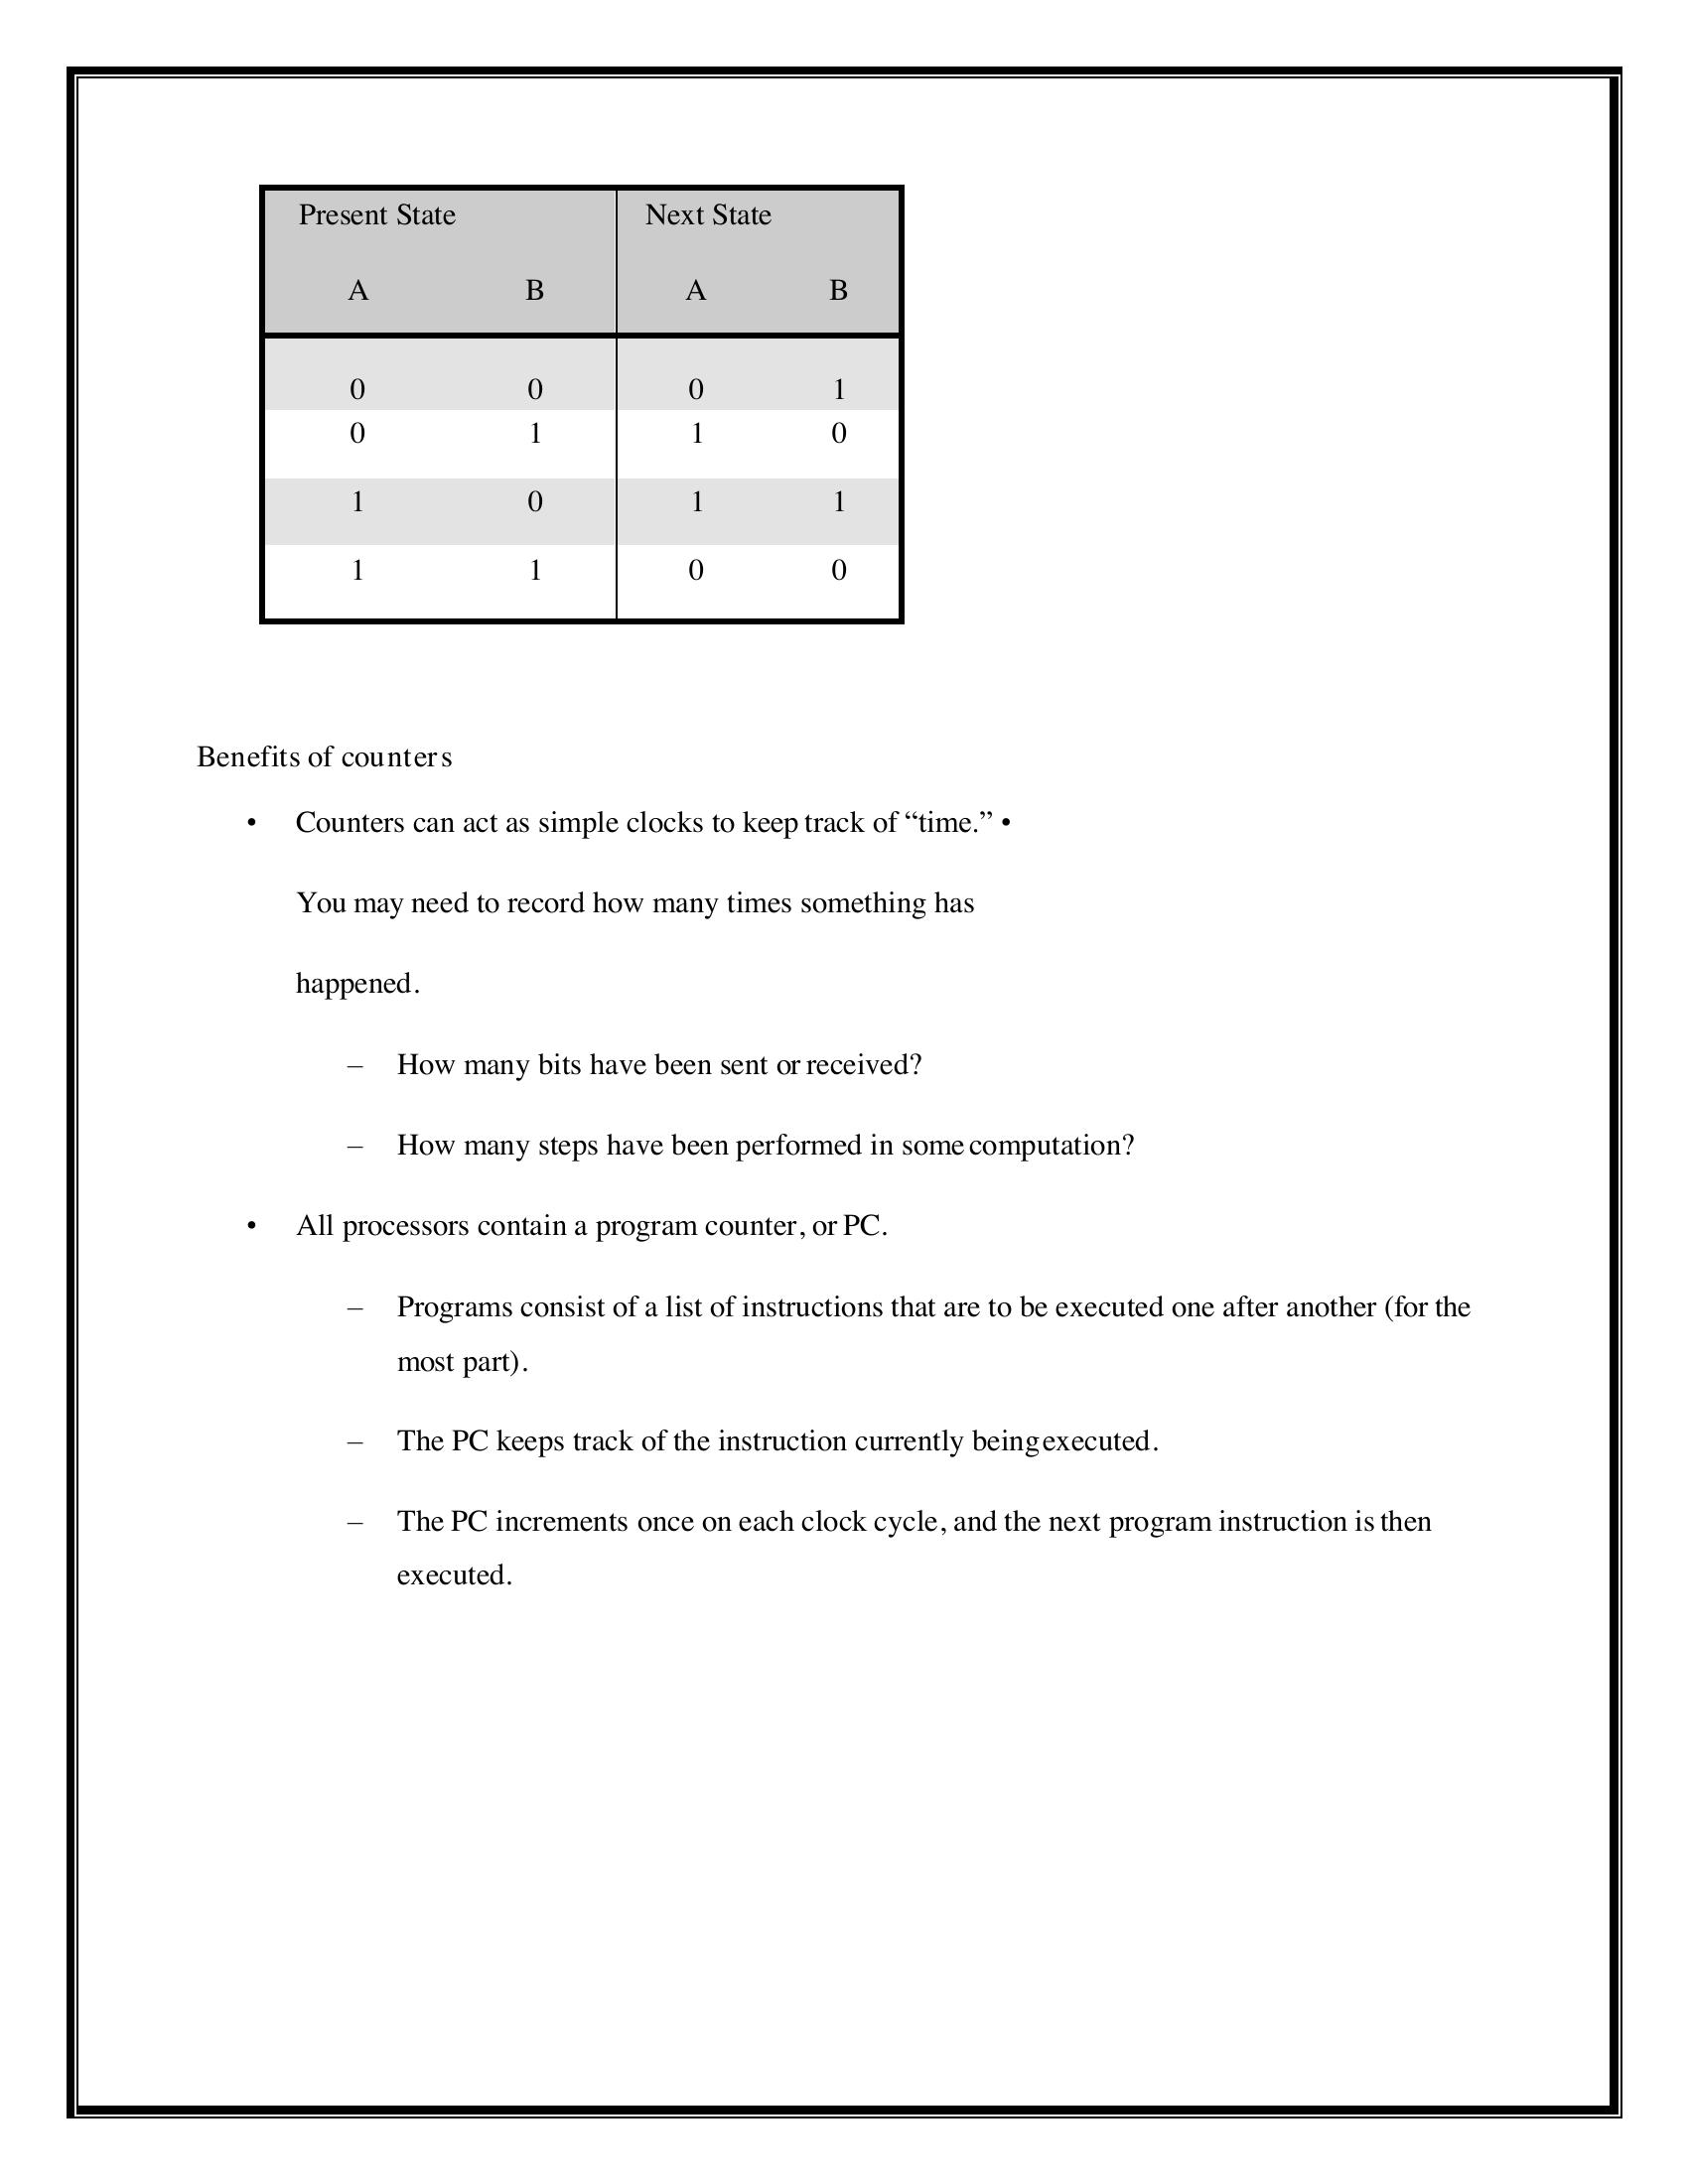 Present State Next State
A B A B
0 0 0 1
0 1 1 0
1 0 1 1
1 1 0 0
Benefits of counters
• Counters can act as simple clocks to keep track of “time.” •
You may need to record how many times something has
happened.
– How many bits have been sent or received?
– How many steps have been performed in some computation?
• All processors contain a program counter, or PC.
– Programs consist of a list of instructions that are to be executed one after another (for the
most part).
– The PC keeps track of the instruction currently being executed.
– The PC increments once on each clock cycle, and the next program instruction is then
executed.